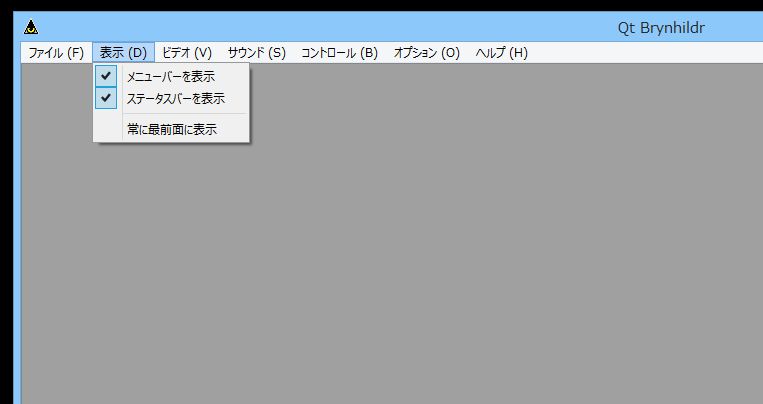 Qt Brynhildr
ファイル (F) 表示 (D) ビデオ (V) サウンド (S) コントロール (B) オプション (O) ヘルプ (H)
メニューバーを表示
ステータスバーを表示
常に最前面に表示